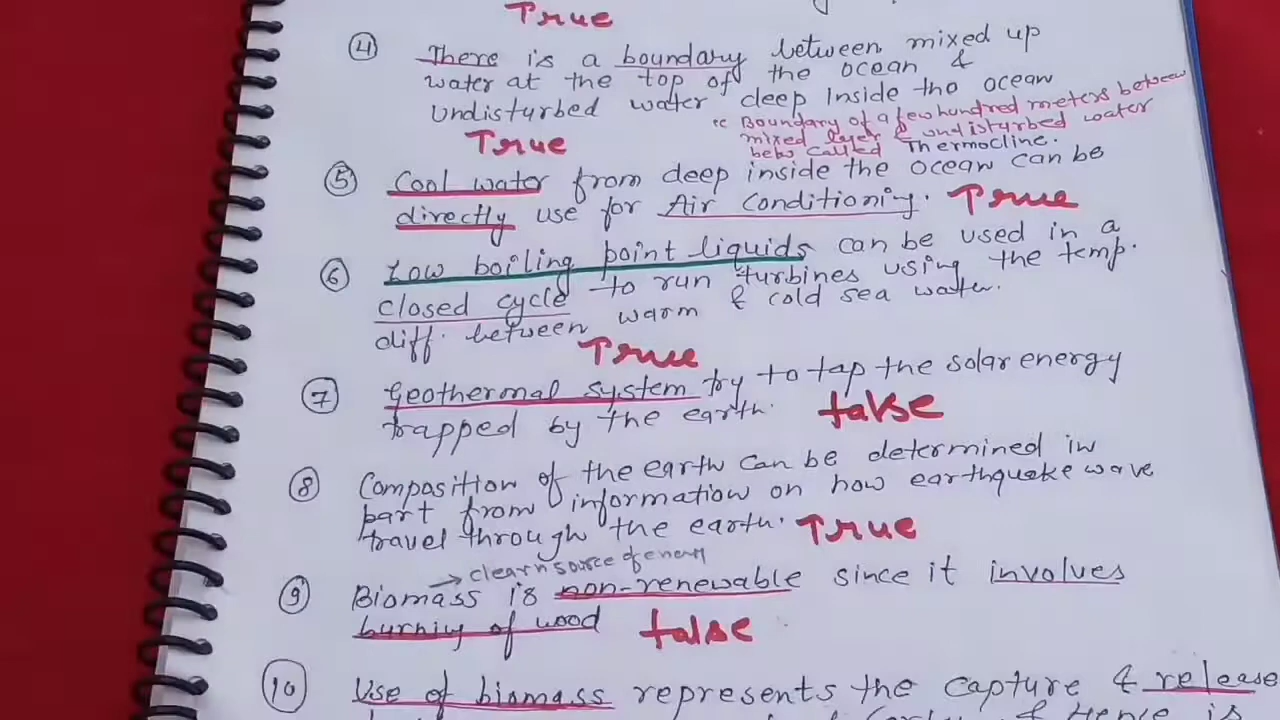 True
④ There is a boundary between mixed up
water at the top of the ocean &
undisturbed water deep inside the ocean
True
Boundary of a few hundred meters between
mixed layer & undisturbed water
called Thermocline.
⑤ Cool water from deep inside the ocean can be
directly use for Air Conditioning. True
⑥ Low boiling point liquids can be used in a
closed cycle to run turbines using the temp.
diff. between warm & cold sea water.
True
⑦ Geothermal system try to tap the solar energy
trapped by the earth. false
⑧ Composition of the earth can be determined in
part from information on how earthquake wave
travel through the earth. True
→ clearn source of energy
⑨ Biomass is non-renewable since it involves
burning of wood false
⑩ Use of biomass represents the capture & release
& Hence is